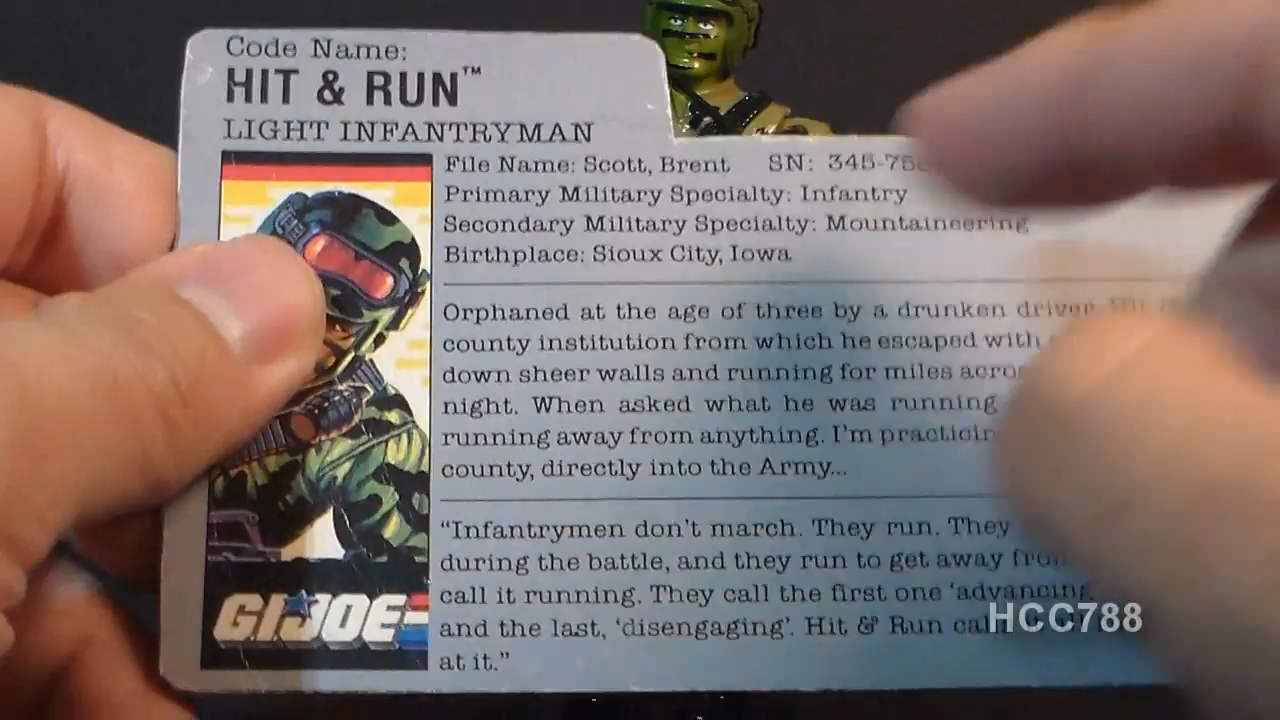 Code Name:
HIT & RUN™
LIGHT INFANTRYMAN
File Name: Scott, Brent SN: 345-75
Primary Military Specialty: Infantry
Secondary Military Specialty: Mountaineering
Birthplace: Sioux City, Iowa
Orphaned at the age of three by a drunken driver
county institution from which he escaped with
down sheer walls and running for miles
night. When asked what he was running
running away from anything. I'm
county, directly into the Army...
“Infantrymen don't march. They run. They
during the battle, and they run to get away
call it running. They call the first one ‘advancing
and the last, ‘disengaging’. Hit & Run
at it.”
GI JOE
HCC788